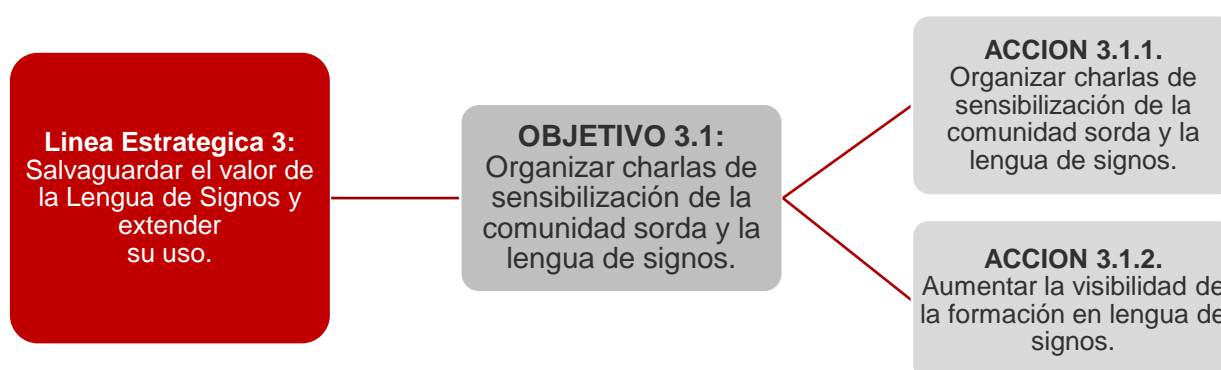 Linea Estrategica 3:
Salvaguardar el valor de
la Lengua de Signos y
extender
su uso.
OBJETIVO 3.1:
Organizar charlas de
sensibilización de la
comunidad sorda y la
lengua de signos.
ACCION 3.1.1.
Organizar charlas de
sensibilización de la
comunidad sorda y la
lengua de signos.
ACCION 3.1.2.
Aumentar la visibilidad de
la formación en lengua de
signos.